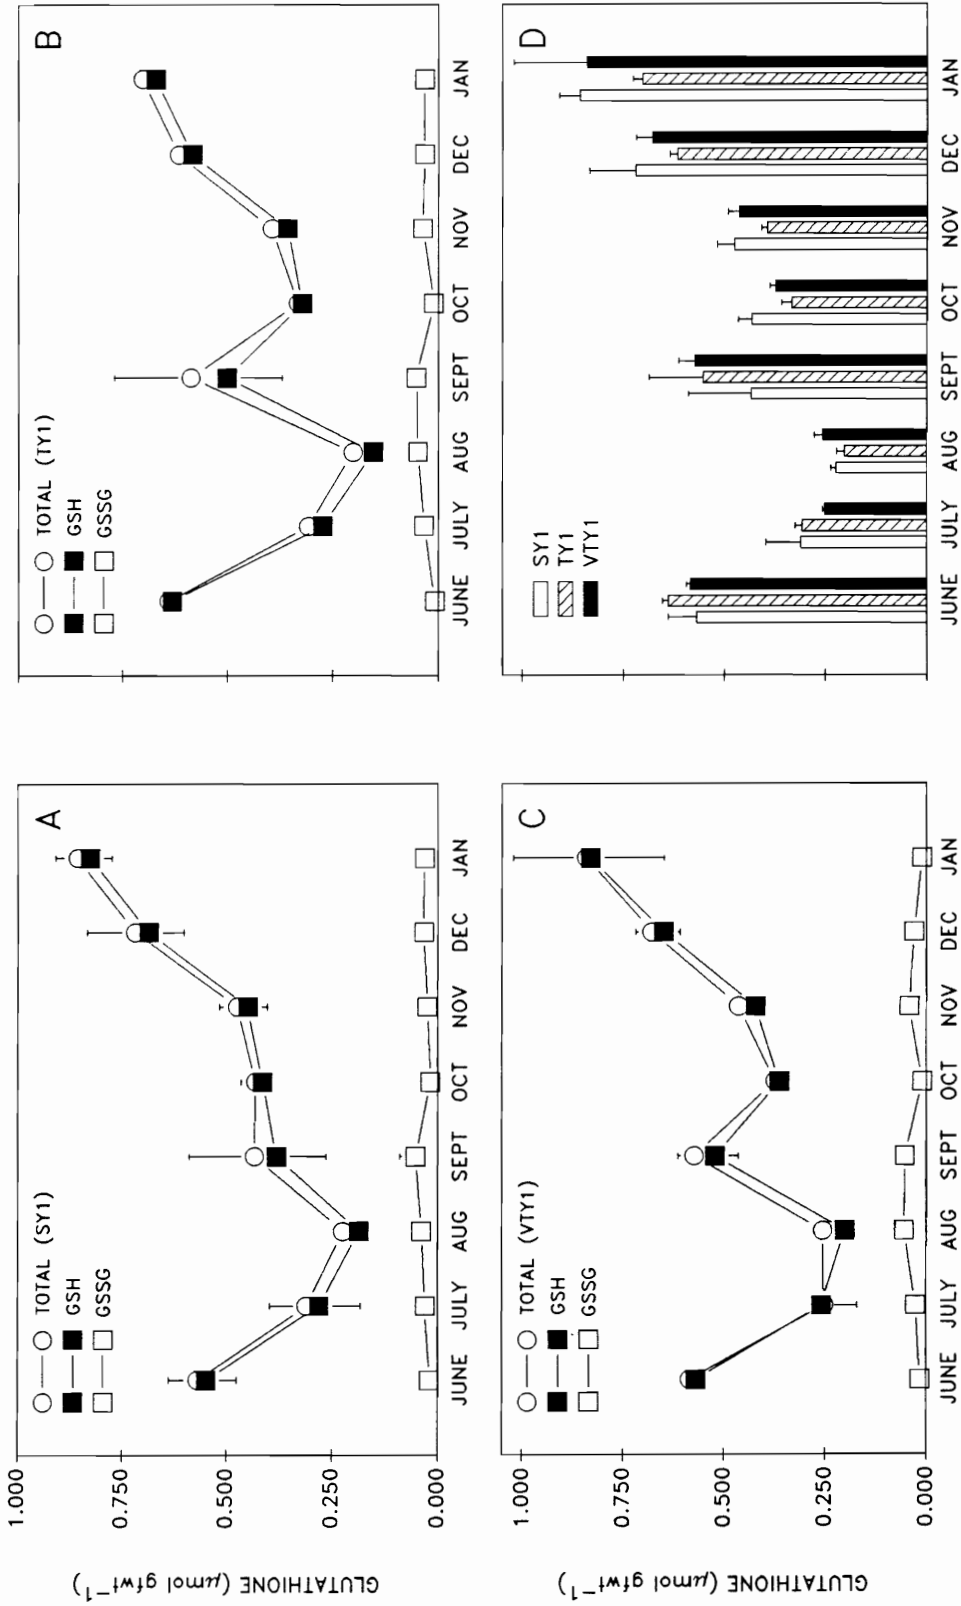 A
TOTAL (SY1)
GSH
GSSG
1.000
0.750
0.500
0.250
0.000
GLUTATHIONE (μmol gfwt⁻¹)
JUNE JULY AUG SEPT OCT NOV DEC JAN
B
TOTAL (TY1)
GSH
GSSG
JUNE JULY AUG SEPT OCT NOV DEC JAN
C
TOTAL (VTY1)
GSH
GSSG
1.000
0.750
0.500
0.250
0.000
GLUTATHIONE (μmol gfwt⁻¹)
JUNE JULY AUG SEPT OCT NOV DEC JAN
D
SY1
TY1
VTY1
JUNE JULY AUG SEPT OCT NOV DEC JAN